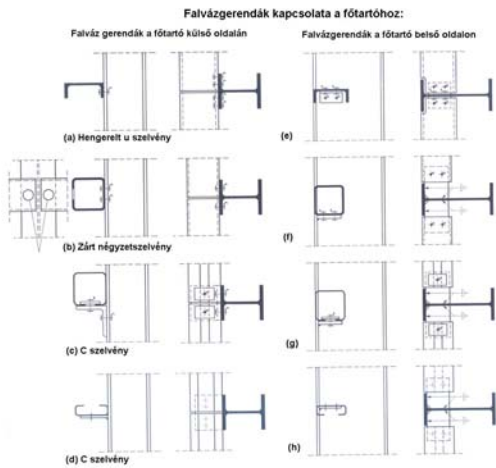 Falvázgerendák kapcsolata a főtartóhoz:
Falváz gerendák a főtartó külső oldalán
Falvázgerendák a főtartó belső oldalon
(a) Hengerelt u szelvény
(e)
(b) Zárt négyzetszelvény
(f)
(c) C szelvény
(g)
(d) C szelvény
(h)